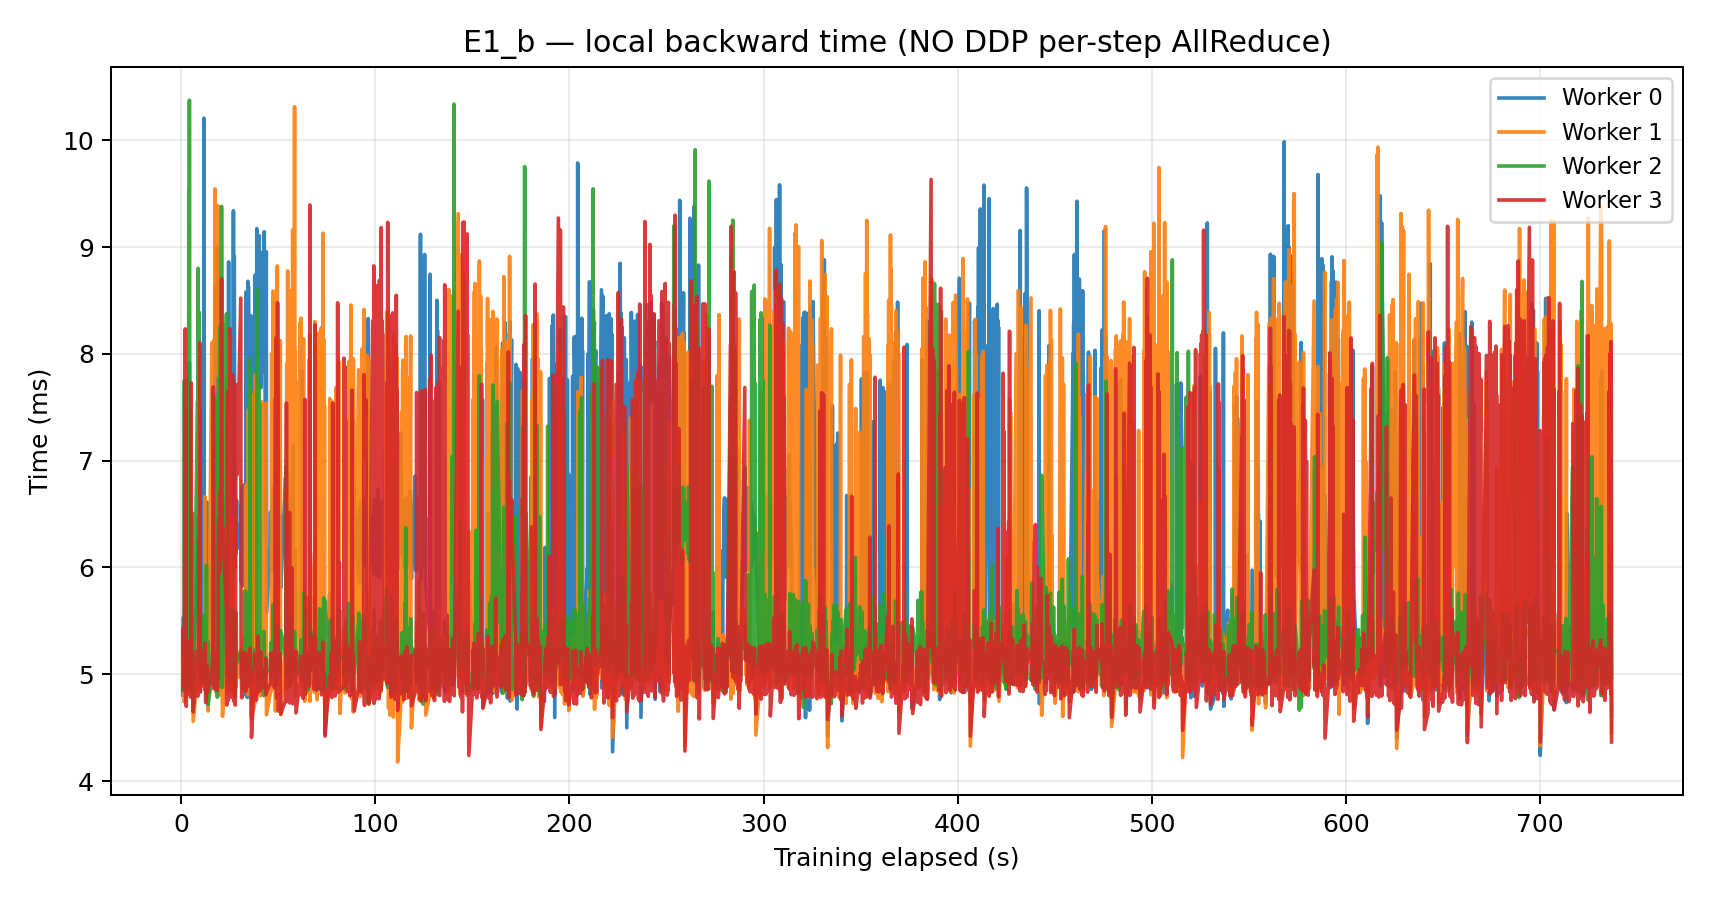 E1_b — local backward time (NO DDP per-step AllReduce)
Worker 0
Worker 1
Worker 2
Worker 3
Time (ms)
10
9
8
7
6
5
4
0 100 200 300 400 500 600 700
Training elapsed (s)